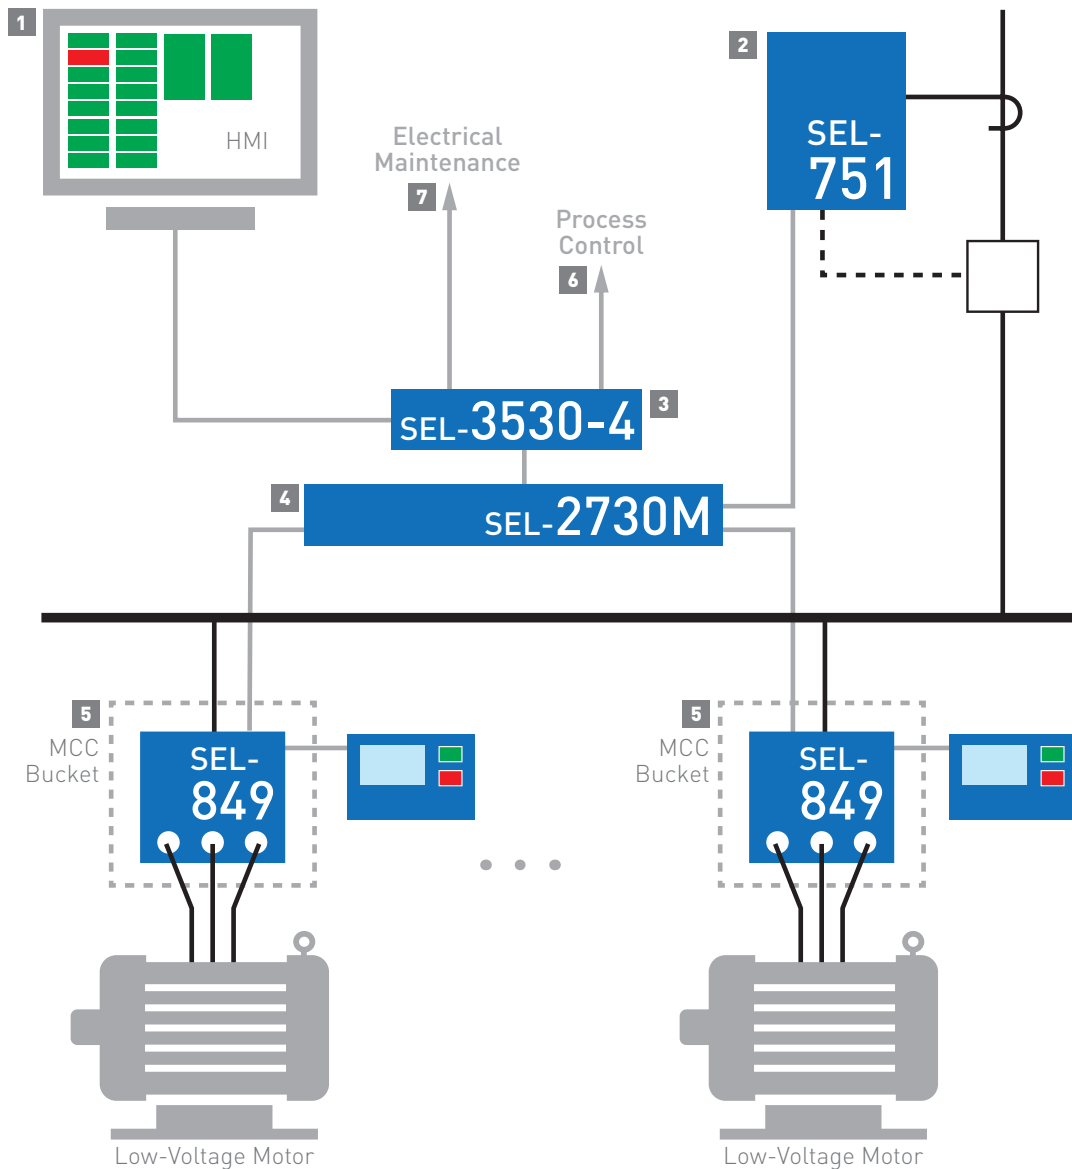 1
HMI
2
SEL-
751
Electrical
Maintenance
7
Process
Control
6
SEL-3530-4
3
4
SEL-2730M
5
MCC
Bucket
SEL-
849
5
MCC
Bucket
SEL-
849
Low-Voltage Motor
Low-Voltage Motor